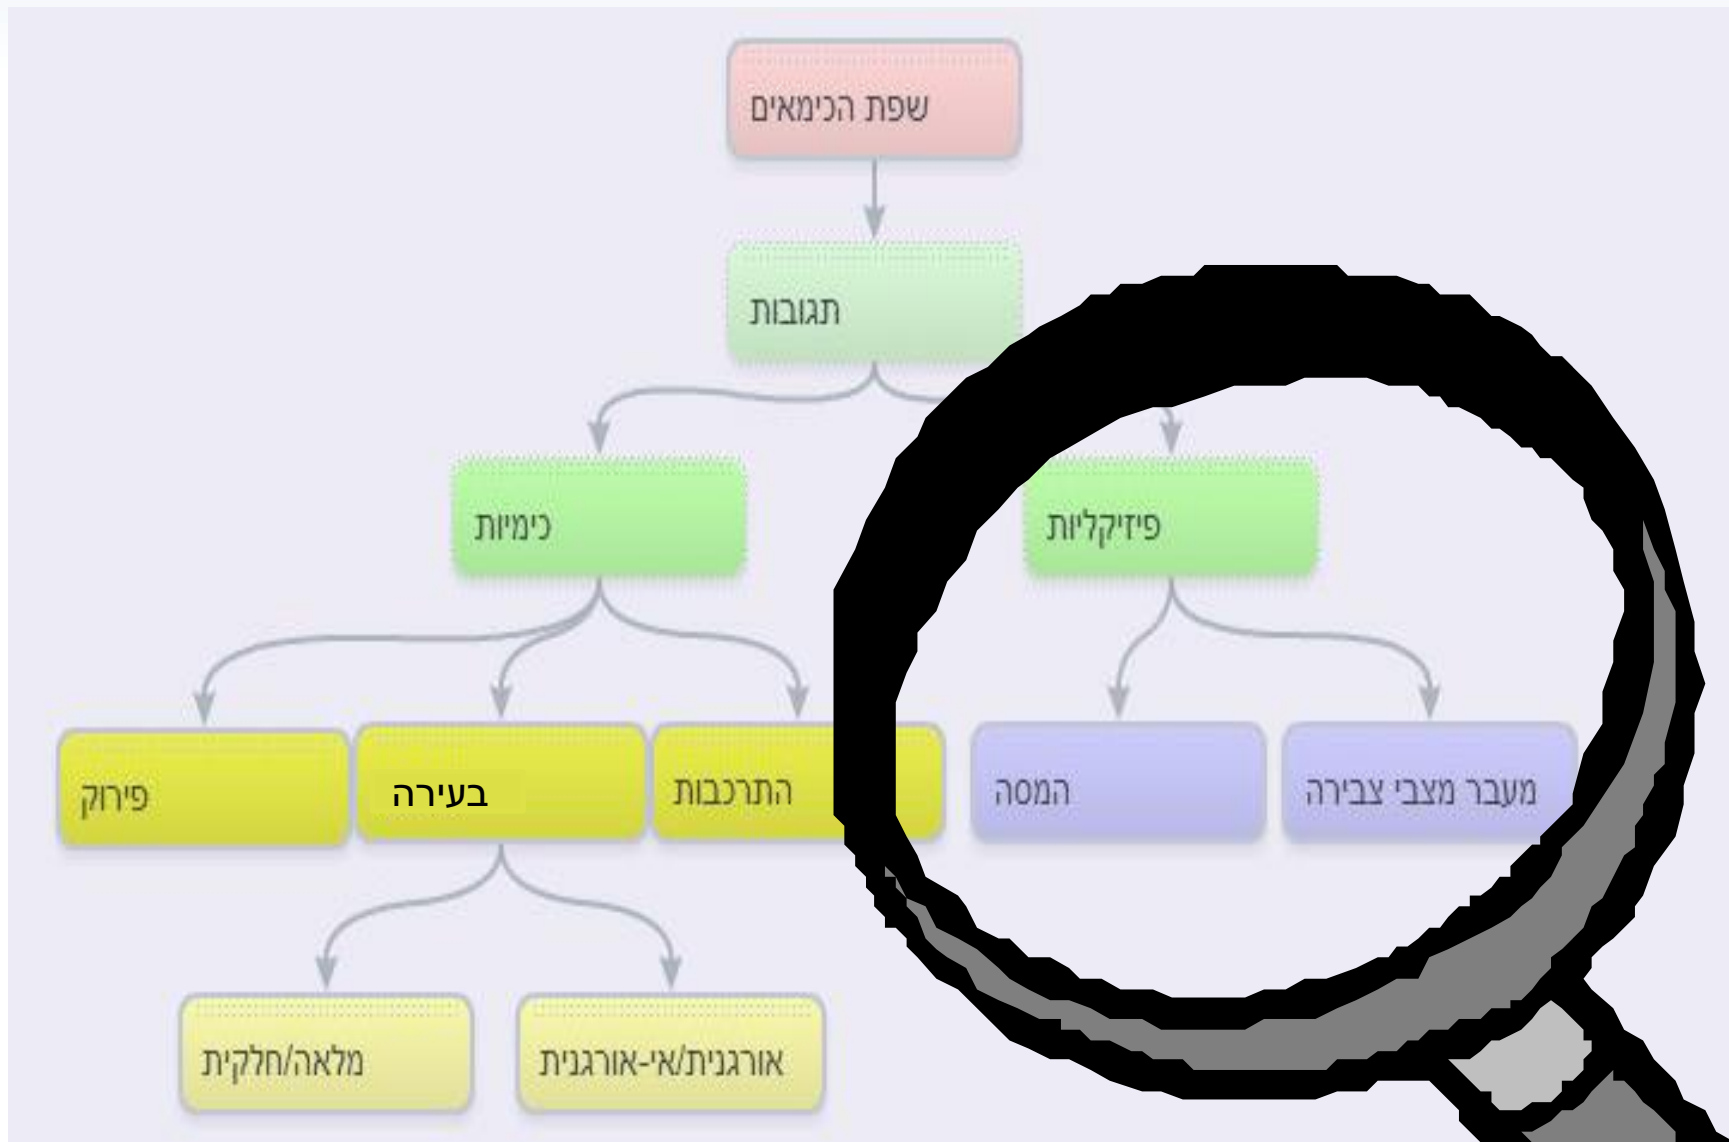 שפת הכימאים
תגובות
פיזיקליות
כימיות
מעבר מצבי צבירה
המסה
התרכבות
בעירה
פירוק
אורגנית/אי-אורגנית
מלאה/חלקית